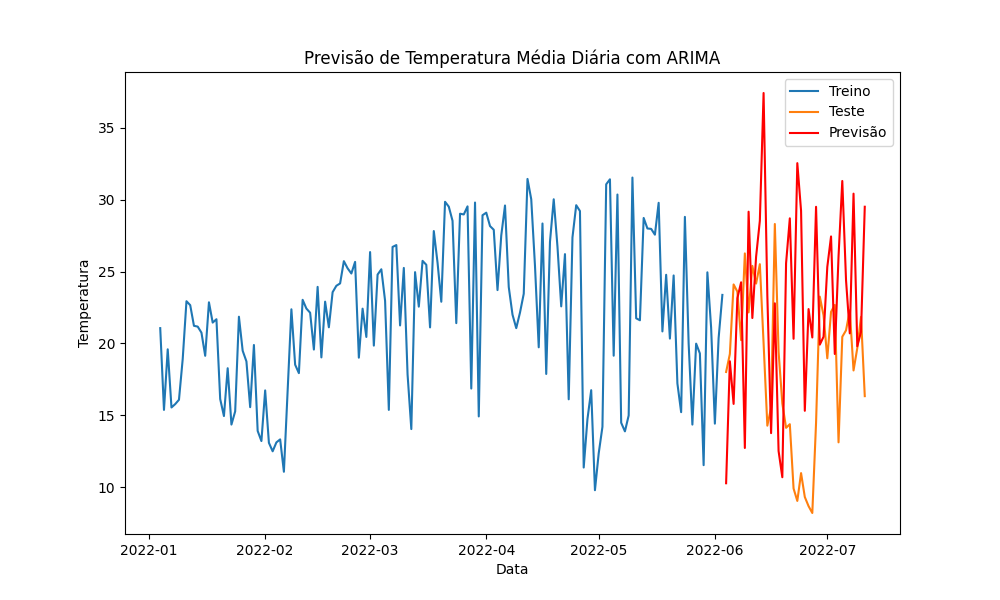 Previsão de Temperatura Média Diária com ARIMA
Treino
Teste
Previsão
Temperatura
35
30
25
20
15
10
2022-01 2022-02 2022-03 2022-04 2022-05 2022-06 2022-07
Data